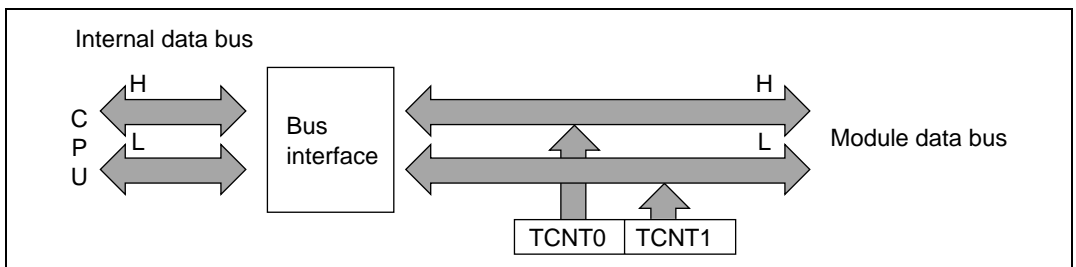 Internal data bus
H
H
C
P
U
L
L
Bus
interface
Module data bus
TCNT0
TCNT1